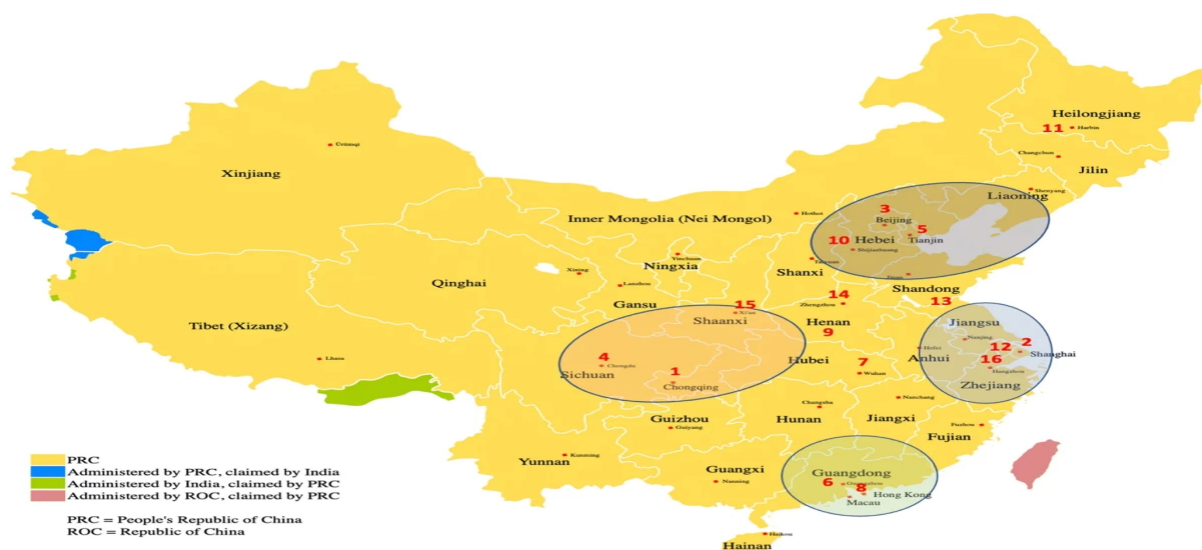 Heilongjiang
11
Harbin
Changchun
Jilin
Ürümqi
Xinjiang
Shenyang
Liaoning
3
Beijing
Inner Mongolia (Nei Mongol)
Hohhot
5
Tianjin
10
Hebei
Shijiazhuang
Yinchuan
Ningxia
Taiyuan
Shanxi
Xining
Qinghai
Lanzhou
Gansu
Shandong
13
14
Zhengzhou
15
Xi'an
Shaanxi
Henan
9
Jiangsu
Nanjing
Tibet (Xizang)
Hefei
Anhui
12
2
Shanghai
16
Hangzhou
Zhejiang
Lhasa
4
Chengdu
Sichuan
1
Chongqing
Hubei
7
Wuhan
Changsha
Hunan
Nanchang
Jiangxi
Guizhou
Guiyang
Fuzhou
Fujian
Yunnan
Kunming
Guangxi
Nanning
Guangdong
6
Guangzhou
8
Hong Kong
Macau
Haikou
Hainan
PRC
Administered by PRC, claimed by India
Administered by India, claimed by PRC
Administered by ROC, claimed by PRC
PRC = People's Republic of China
ROC = Republic of China